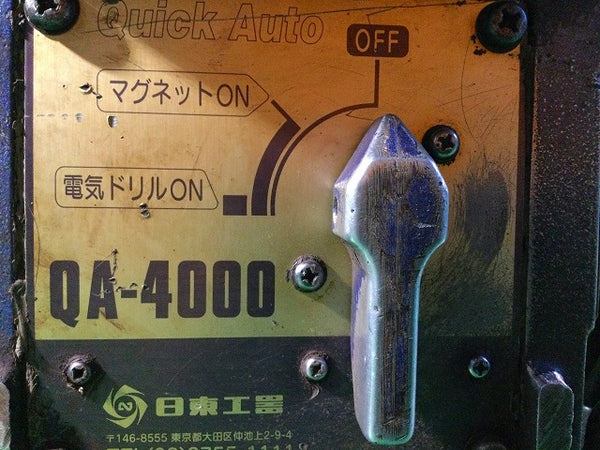 Quick Auto
OFF
マグネットON
電気ドリルON
QA-4000
日東工器
〒146-8555 東京都大田区仲池上2-9-4